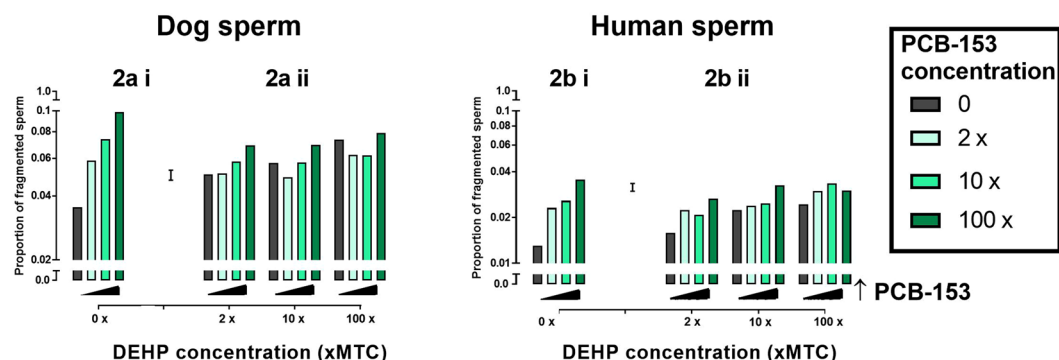 Dog sperm
Human sperm
2a i
2a ii
2b i
2b ii
Proportion of fragmented sperm
1.0
0.1
0.08
0.06
0.04
0.02
0.0
0 x
2 x
10 x
100 x
DEHP concentration (xMTC)
Proportion of fragmented sperm
1.0
0.1
0.08
0.06
0.04
0.02
0.01
0.0
0 x
2 x
10 x
100 x
DEHP concentration (xMTC)
↑ PCB-153
PCB-153
concentration
0
2 x
10 x
100 x